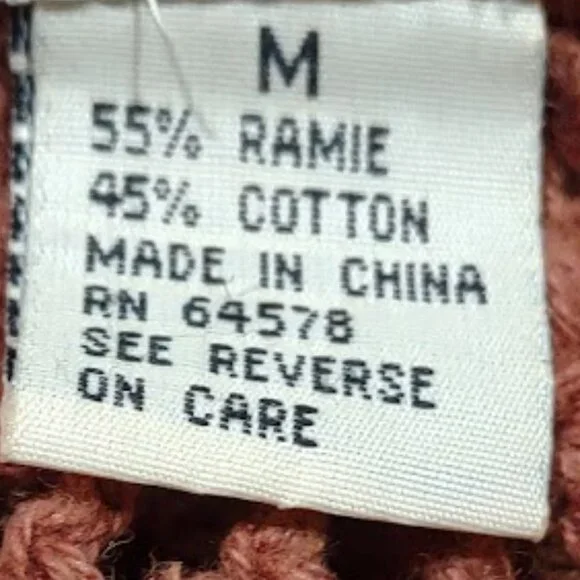 M
55% RAMIE
45% COTTON
MADE IN CHINA
RN 64578
SEE REVERSE
ON CARE